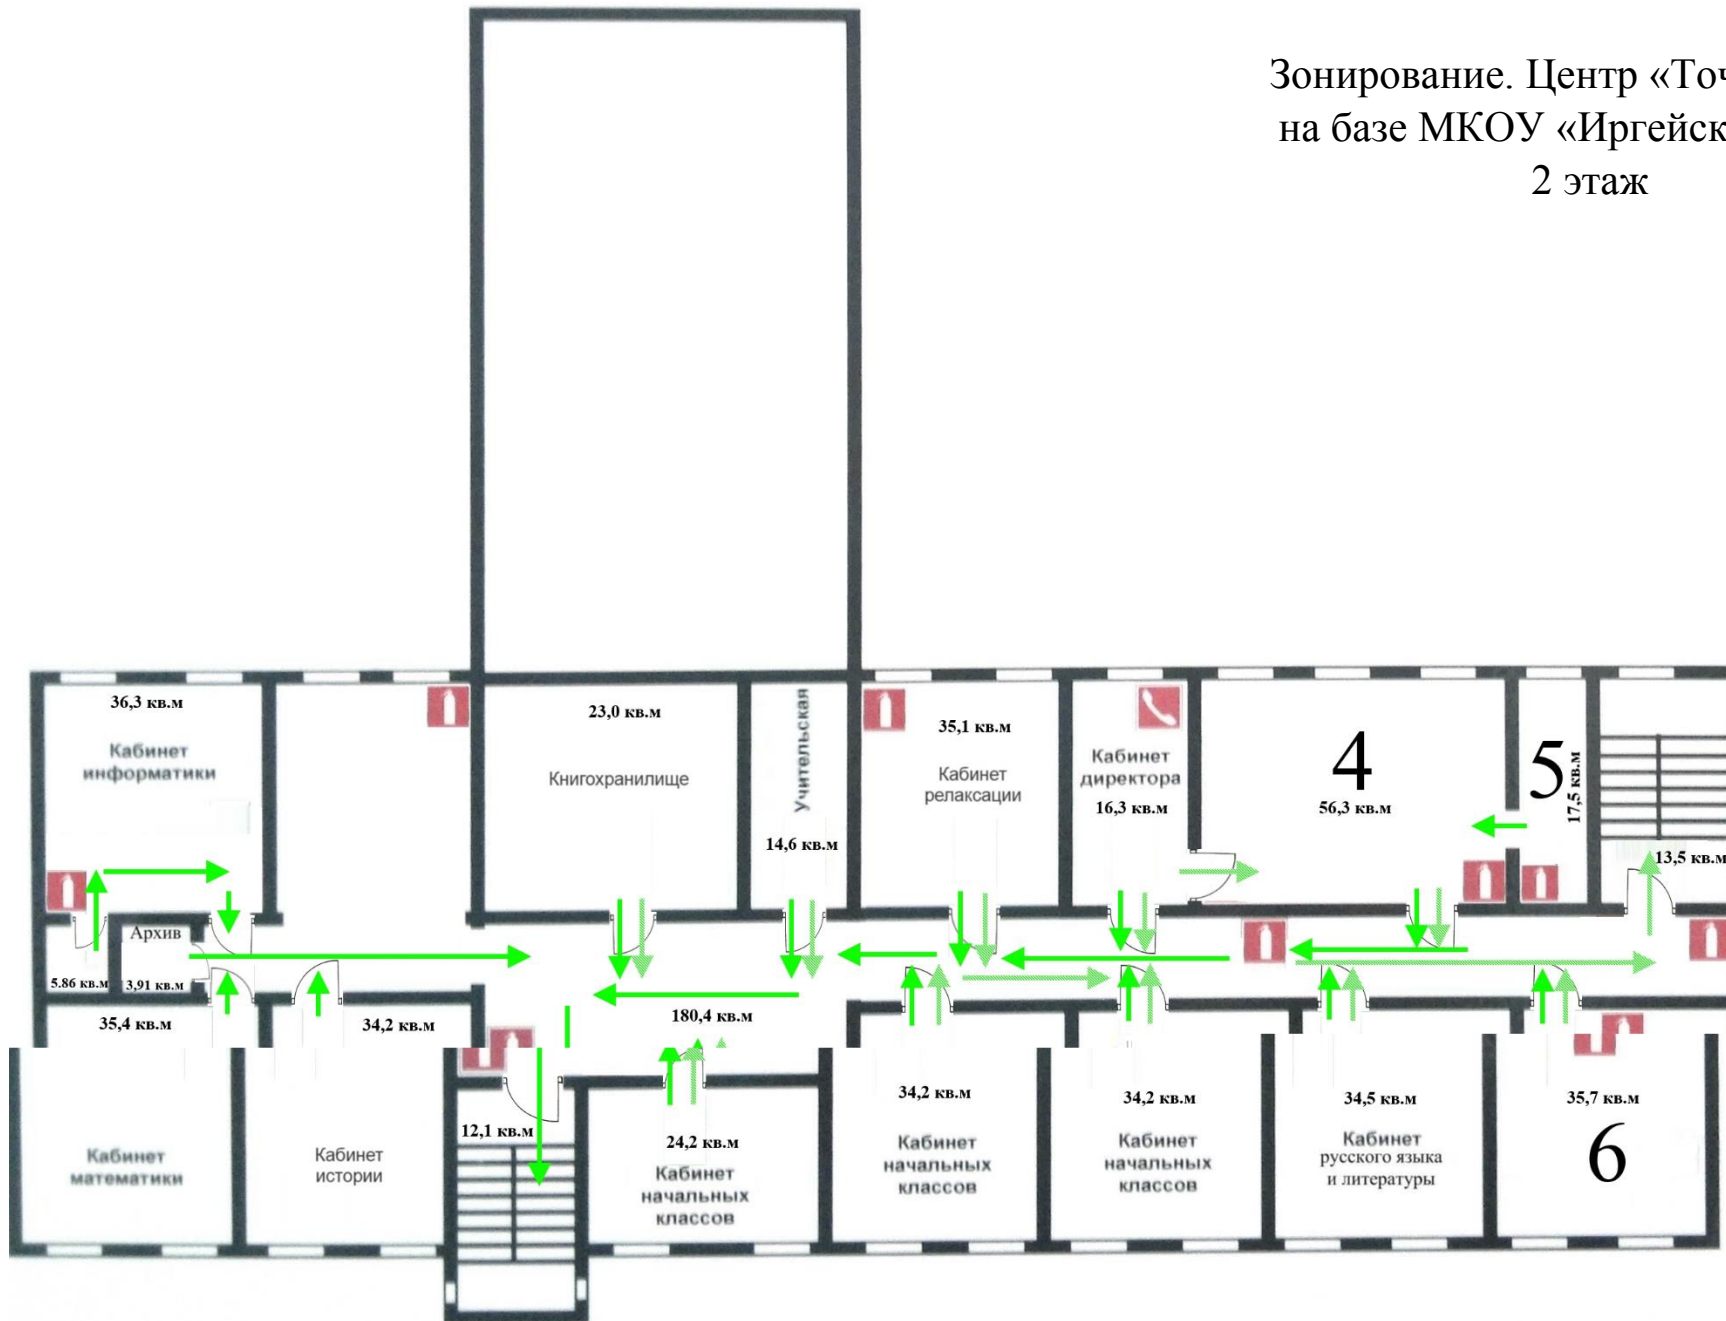 Зонирование. Центр «Точ
на базе МКОУ «Иргейск
2 этаж
36,3 кв.м
Кабинет
информатики
23,0 кв.м
Книгохранилище
Учительская
14,6 кв.м
35,1 кв.м
Кабинет
релаксации
Кабинет
директора
16,3 кв.м
4
56,3 кв.м
5
17,5 кв.м
13,5 кв.м
Архив
5.86 кв.м
3,91 кв.м
35,4 кв.м
34,2 кв.м
180,4 кв.м
Кабинет
математики
Кабинет
истории
12,1 кв.м
24,2 кв.м
Кабинет
начальных
классов
34,2 кв.м
Кабинет
начальных
классов
34,2 кв.м
Кабинет
начальных
классов
34,5 кв.м
Кабинет
русского языка
и литературы
35,7 кв.м
6